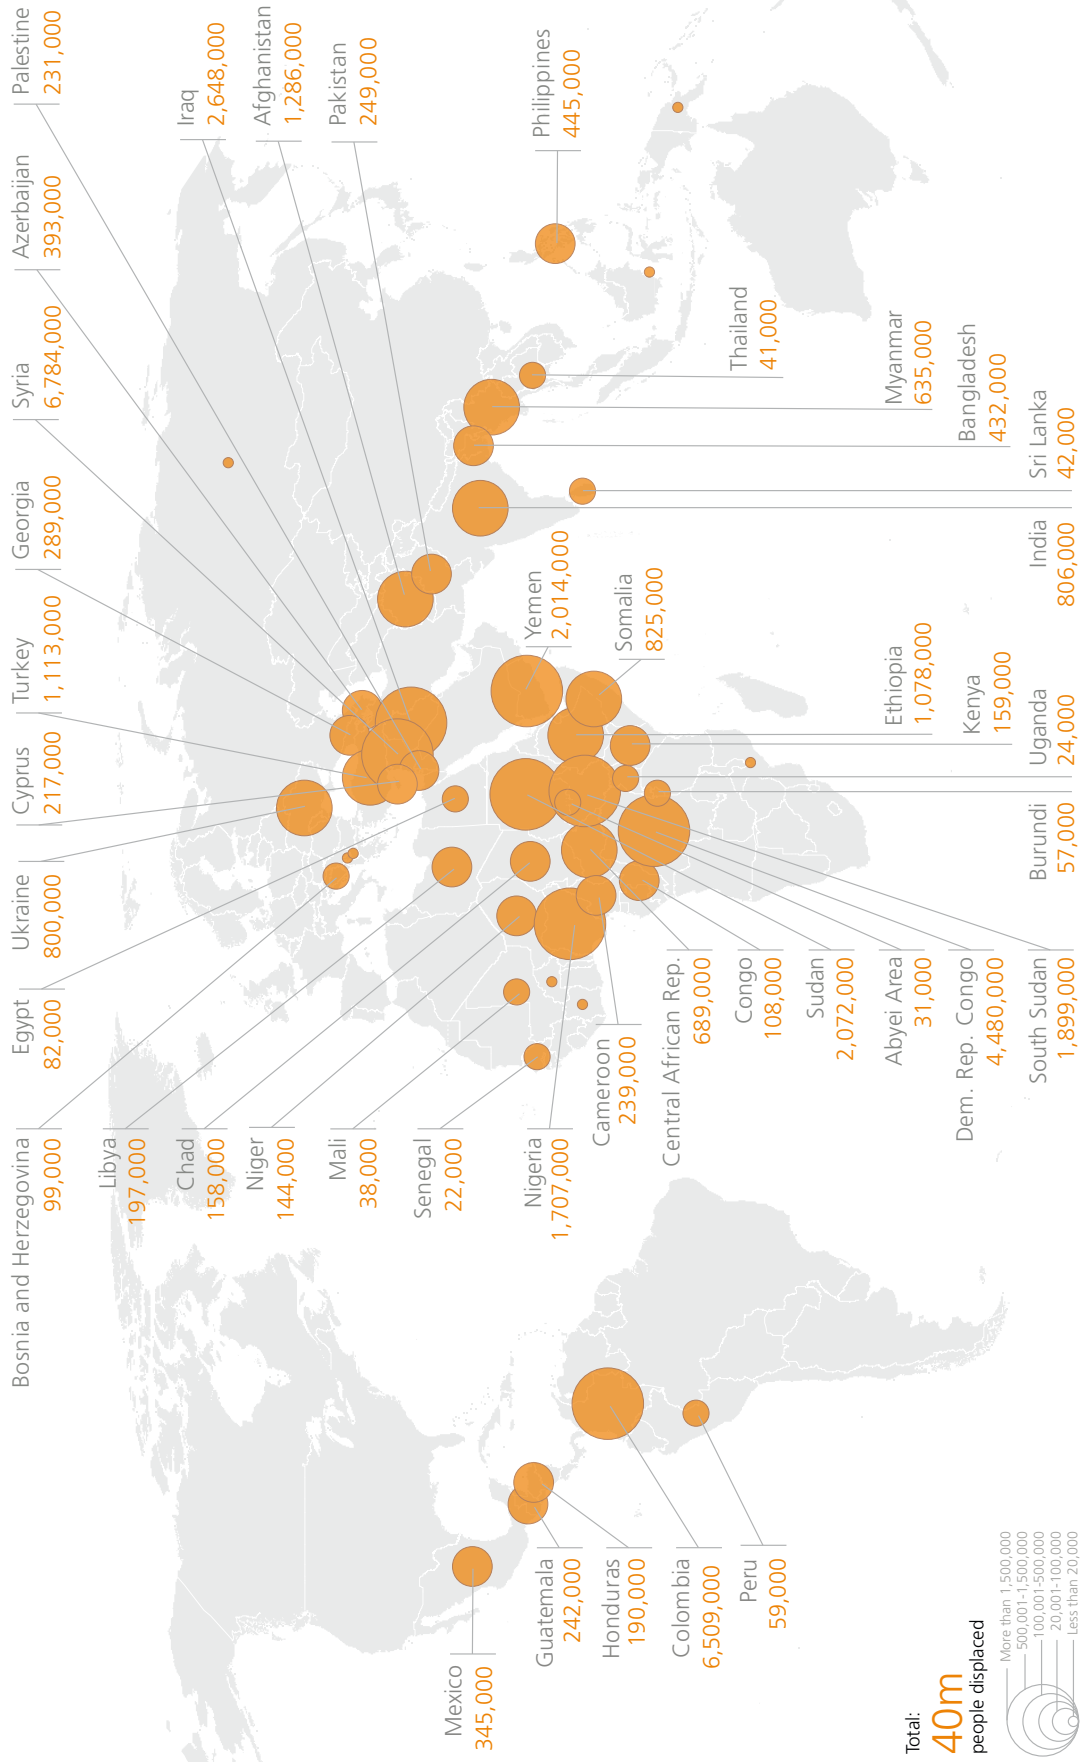 Bosnia and Herzegovina
99,000
Egypt
82,000
Ukraine
800,000
Cyprus
217,000
Turkey
1,113,000
Georgia
289,000
Syria
6,784,000
Azerbaijan
393,000
Palestine
231,000
Libya
197,000
Chad
158,000
Niger
144,000
Mali
38,000
Senegal
22,000
Nigeria
1,707,000
Iraq
2,648,000
Afghanistan
1,286,000
Pakistan
249,000
Philippines
445,000
Yemen
2,014,000
Somalia
825,000
Thailand
41,000
Myanmar
635,000
Bangladesh
432,000
Sri Lanka
42,000
India
806,000
Ethiopia
1,078,000
Kenya
159,000
Uganda
24,000
Burundi
57,000
Cameroon
239,000
Central African Rep.
689,000
Congo
108,000
Sudan
2,072,000
Abyei Area
31,000
Dem. Rep. Congo
4,480,000
South Sudan
1,899,000
Mexico
345,000
Guatemala
242,000
Honduras
190,000
Colombia
6,509,000
Peru
59,000
Total:
40m
people displaced
More than 1,500,000
500,001-1,500,000
100,001-500,000
20,001-100,000
Less than 20,000